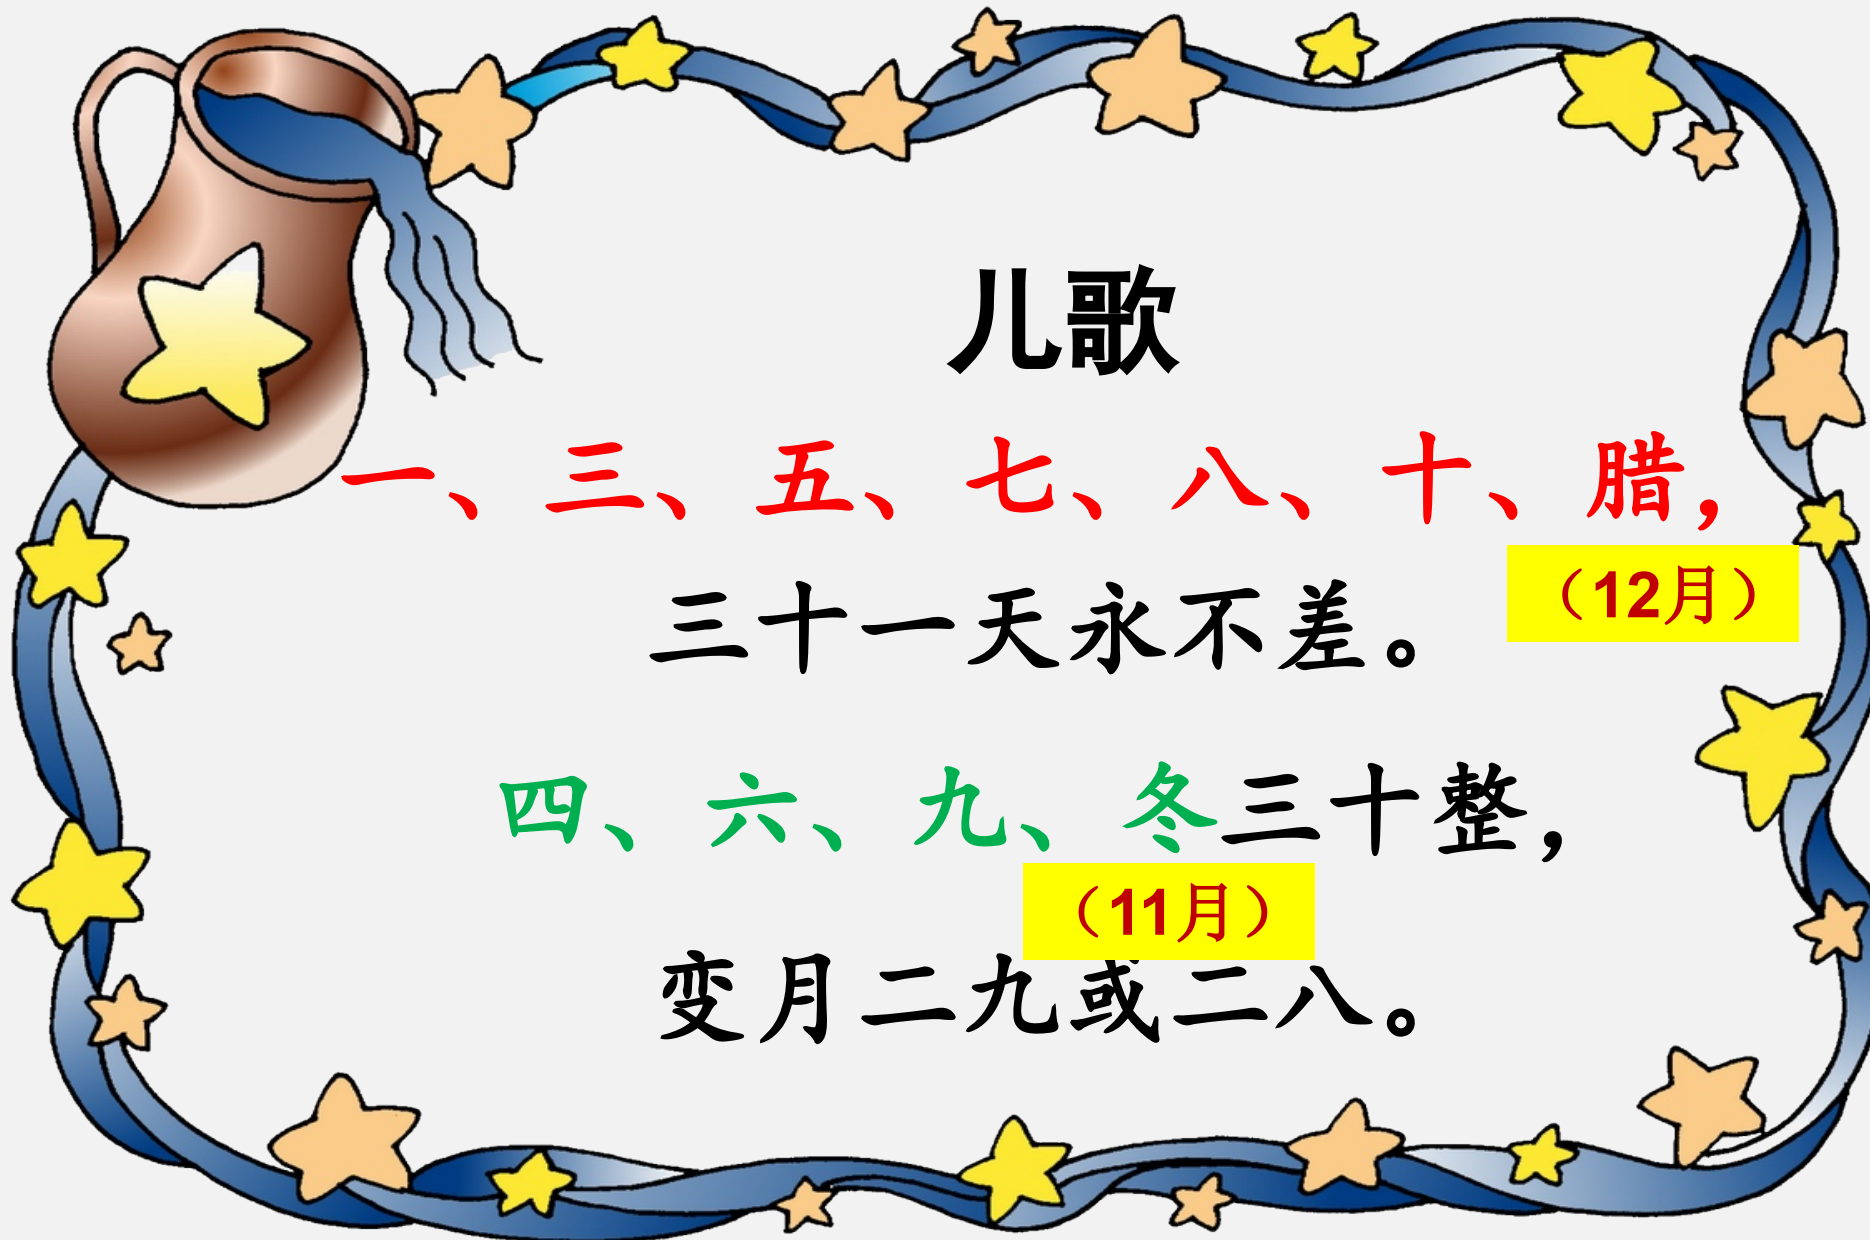 儿歌
一、三、五、七、八、十、腊，
（12月）
三十一天永不差。
四、六、九、冬三十整，
（11月）
变月二九或二八。